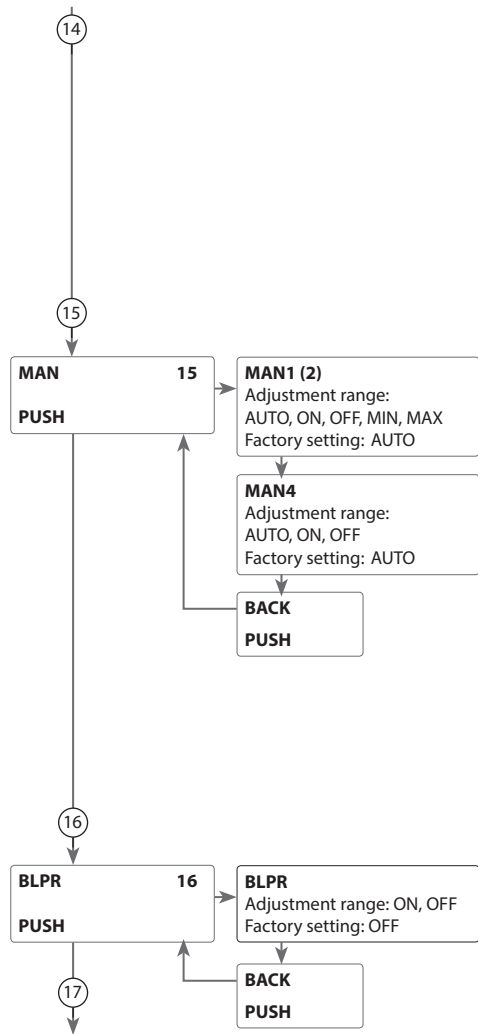 14
15
MAN 15
PUSH
MAN1 (2)
Adjustment range:
AUTO, ON, OFF, MIN, MAX
Factory setting: AUTO
MAN4
Adjustment range:
AUTO, ON, OFF
Factory setting: AUTO
BACK
PUSH
16
BLPR 16
PUSH
BLPR
Adjustment range: ON, OFF
Factory setting: OFF
BACK
PUSH
17